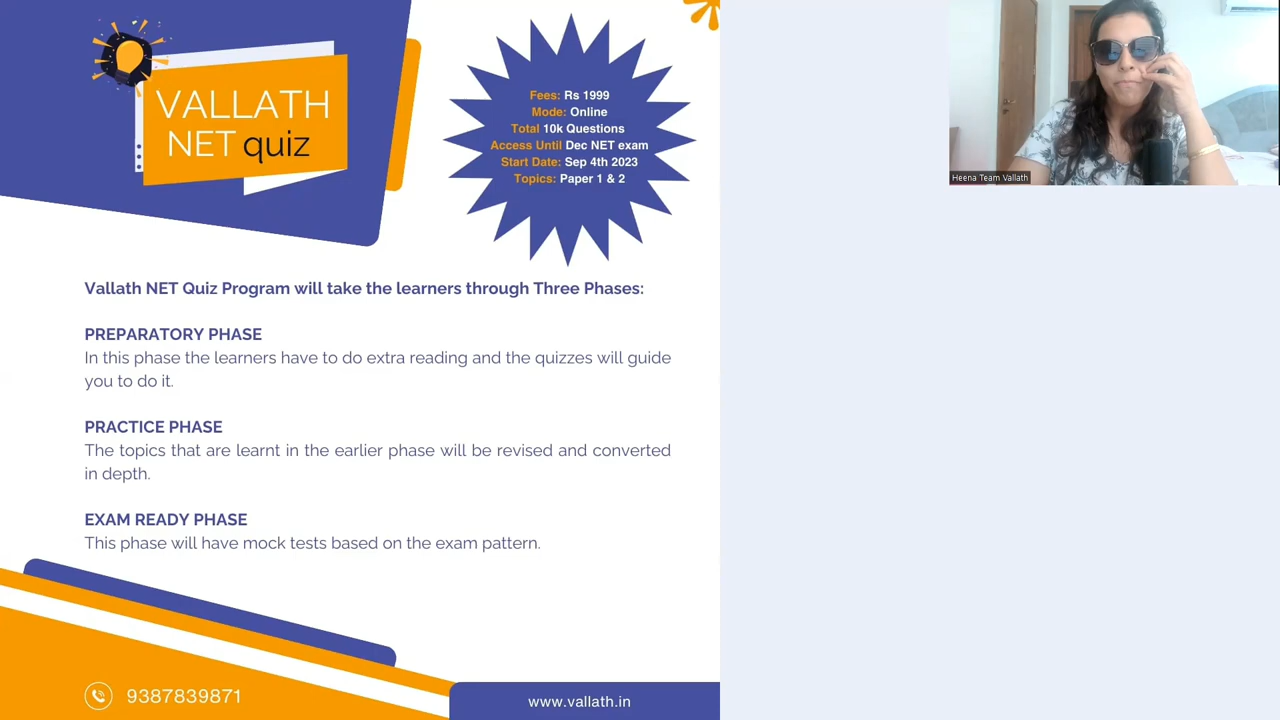 VALLATH
NET quiz
Fees: Rs 1999
Mode: Online
Total 10k Questions
Access Until Dec NET exam
Start Date: Sep 4th 2023
Topics: Paper 1 & 2
Heena Team Vallath
Vallath NET Quiz Program will take the learners through Three Phases:
PREPARATORY PHASE
In this phase the learners have to do extra reading and the quizzes will guide
you to do it.
PRACTICE PHASE
The topics that are learnt in the earlier phase will be revised and converted
in depth.
EXAM READY PHASE
This phase will have mock tests based on the exam pattern.
9387839871
www.vallath.in